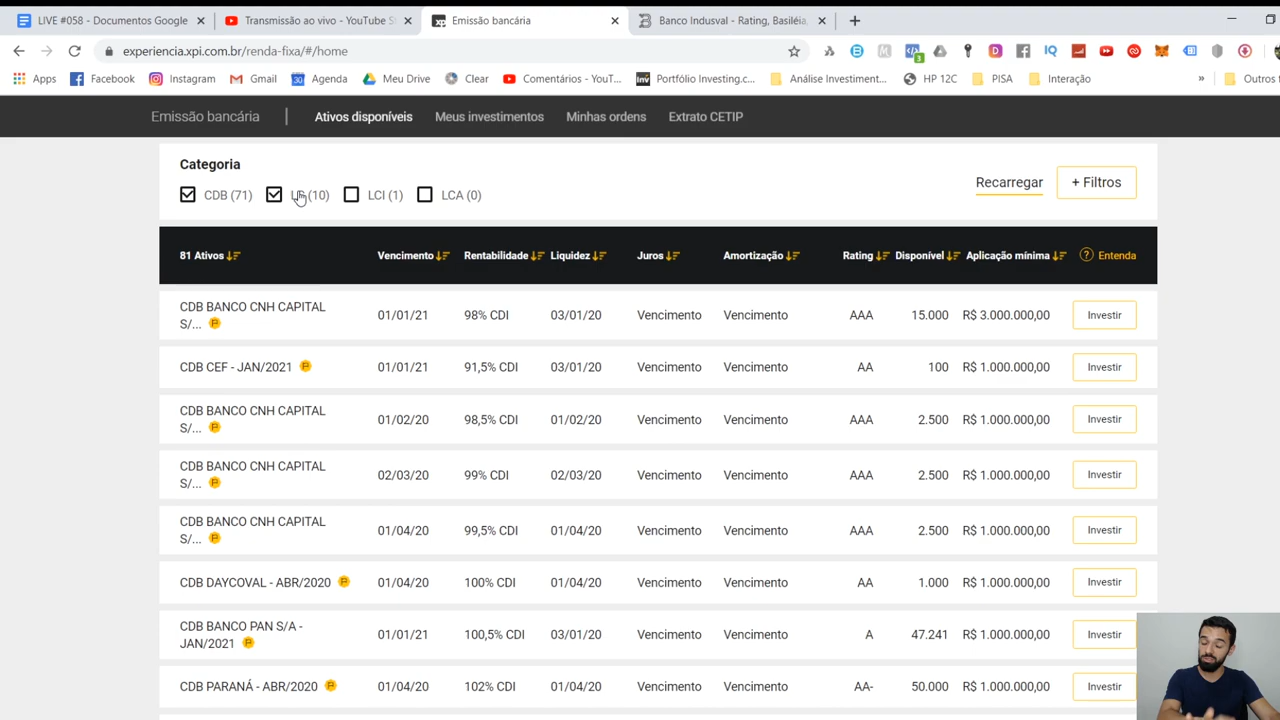 LIVE #058 - Documentos Google
Transmissão ao vivo - YouTube S
Emissão bancária
Banco Indusval - Rating, Basiléia,
experiencia.xpi.com.br/renda-fixa/#/home
Apps Facebook Instagram Gmail Agenda Meu Drive Clear Comentários - YouT... Portfólio Investing.c... Análise Investiment... HP 12C PISA Interação » Outros f
Emissão bancária | Ativos disponíveis Meus investimentos Minhas ordens Extrato CETIP
Categoria
CDB (71) (10) LCI (1) LCA (0)
Recarregar + Filtros
81 Ativos Vencimento Rentabilidade Liquidez Juros Amortização Rating Disponível Aplicação mínima ? Entenda
CDB BANCO CNH CAPITAL
S/... P 01/01/21 98% CDI 03/01/20 Vencimento Vencimento AAA 15.000 R$ 3.000.000,00 Investir
CDB CEF - JAN/2021 P 01/01/21 91,5% CDI 03/01/20 Vencimento Vencimento AA 100 R$ 1.000.000,00 Investir
CDB BANCO CNH CAPITAL
S/... P 01/02/20 98,5% CDI 01/02/20 Vencimento Vencimento AAA 2.500 R$ 1.000.000,00 Investir
CDB BANCO CNH CAPITAL
S/... P 02/03/20 99% CDI 02/03/20 Vencimento Vencimento AAA 2.500 R$ 1.000.000,00 Investir
CDB BANCO CNH CAPITAL
S/... P 01/04/20 99,5% CDI 01/04/20 Vencimento Vencimento AAA 2.500 R$ 1.000.000,00 Investir
CDB DAYCOVAL - ABR/2020 P 01/04/20 100% CDI 01/04/20 Vencimento Vencimento AA 1.000 R$ 1.000.000,00 Investir
CDB BANCO PAN S/A -
JAN/2021 P 01/01/21 100,5% CDI 03/01/20 Vencimento Vencimento A 47.241 R$ 1.000.000,00 Investir
CDB PARANÁ - ABR/2020 P 01/04/20 102% CDI 01/04/20 Vencimento Vencimento AA- 50.000 R$ 1.000.000,00 Investir